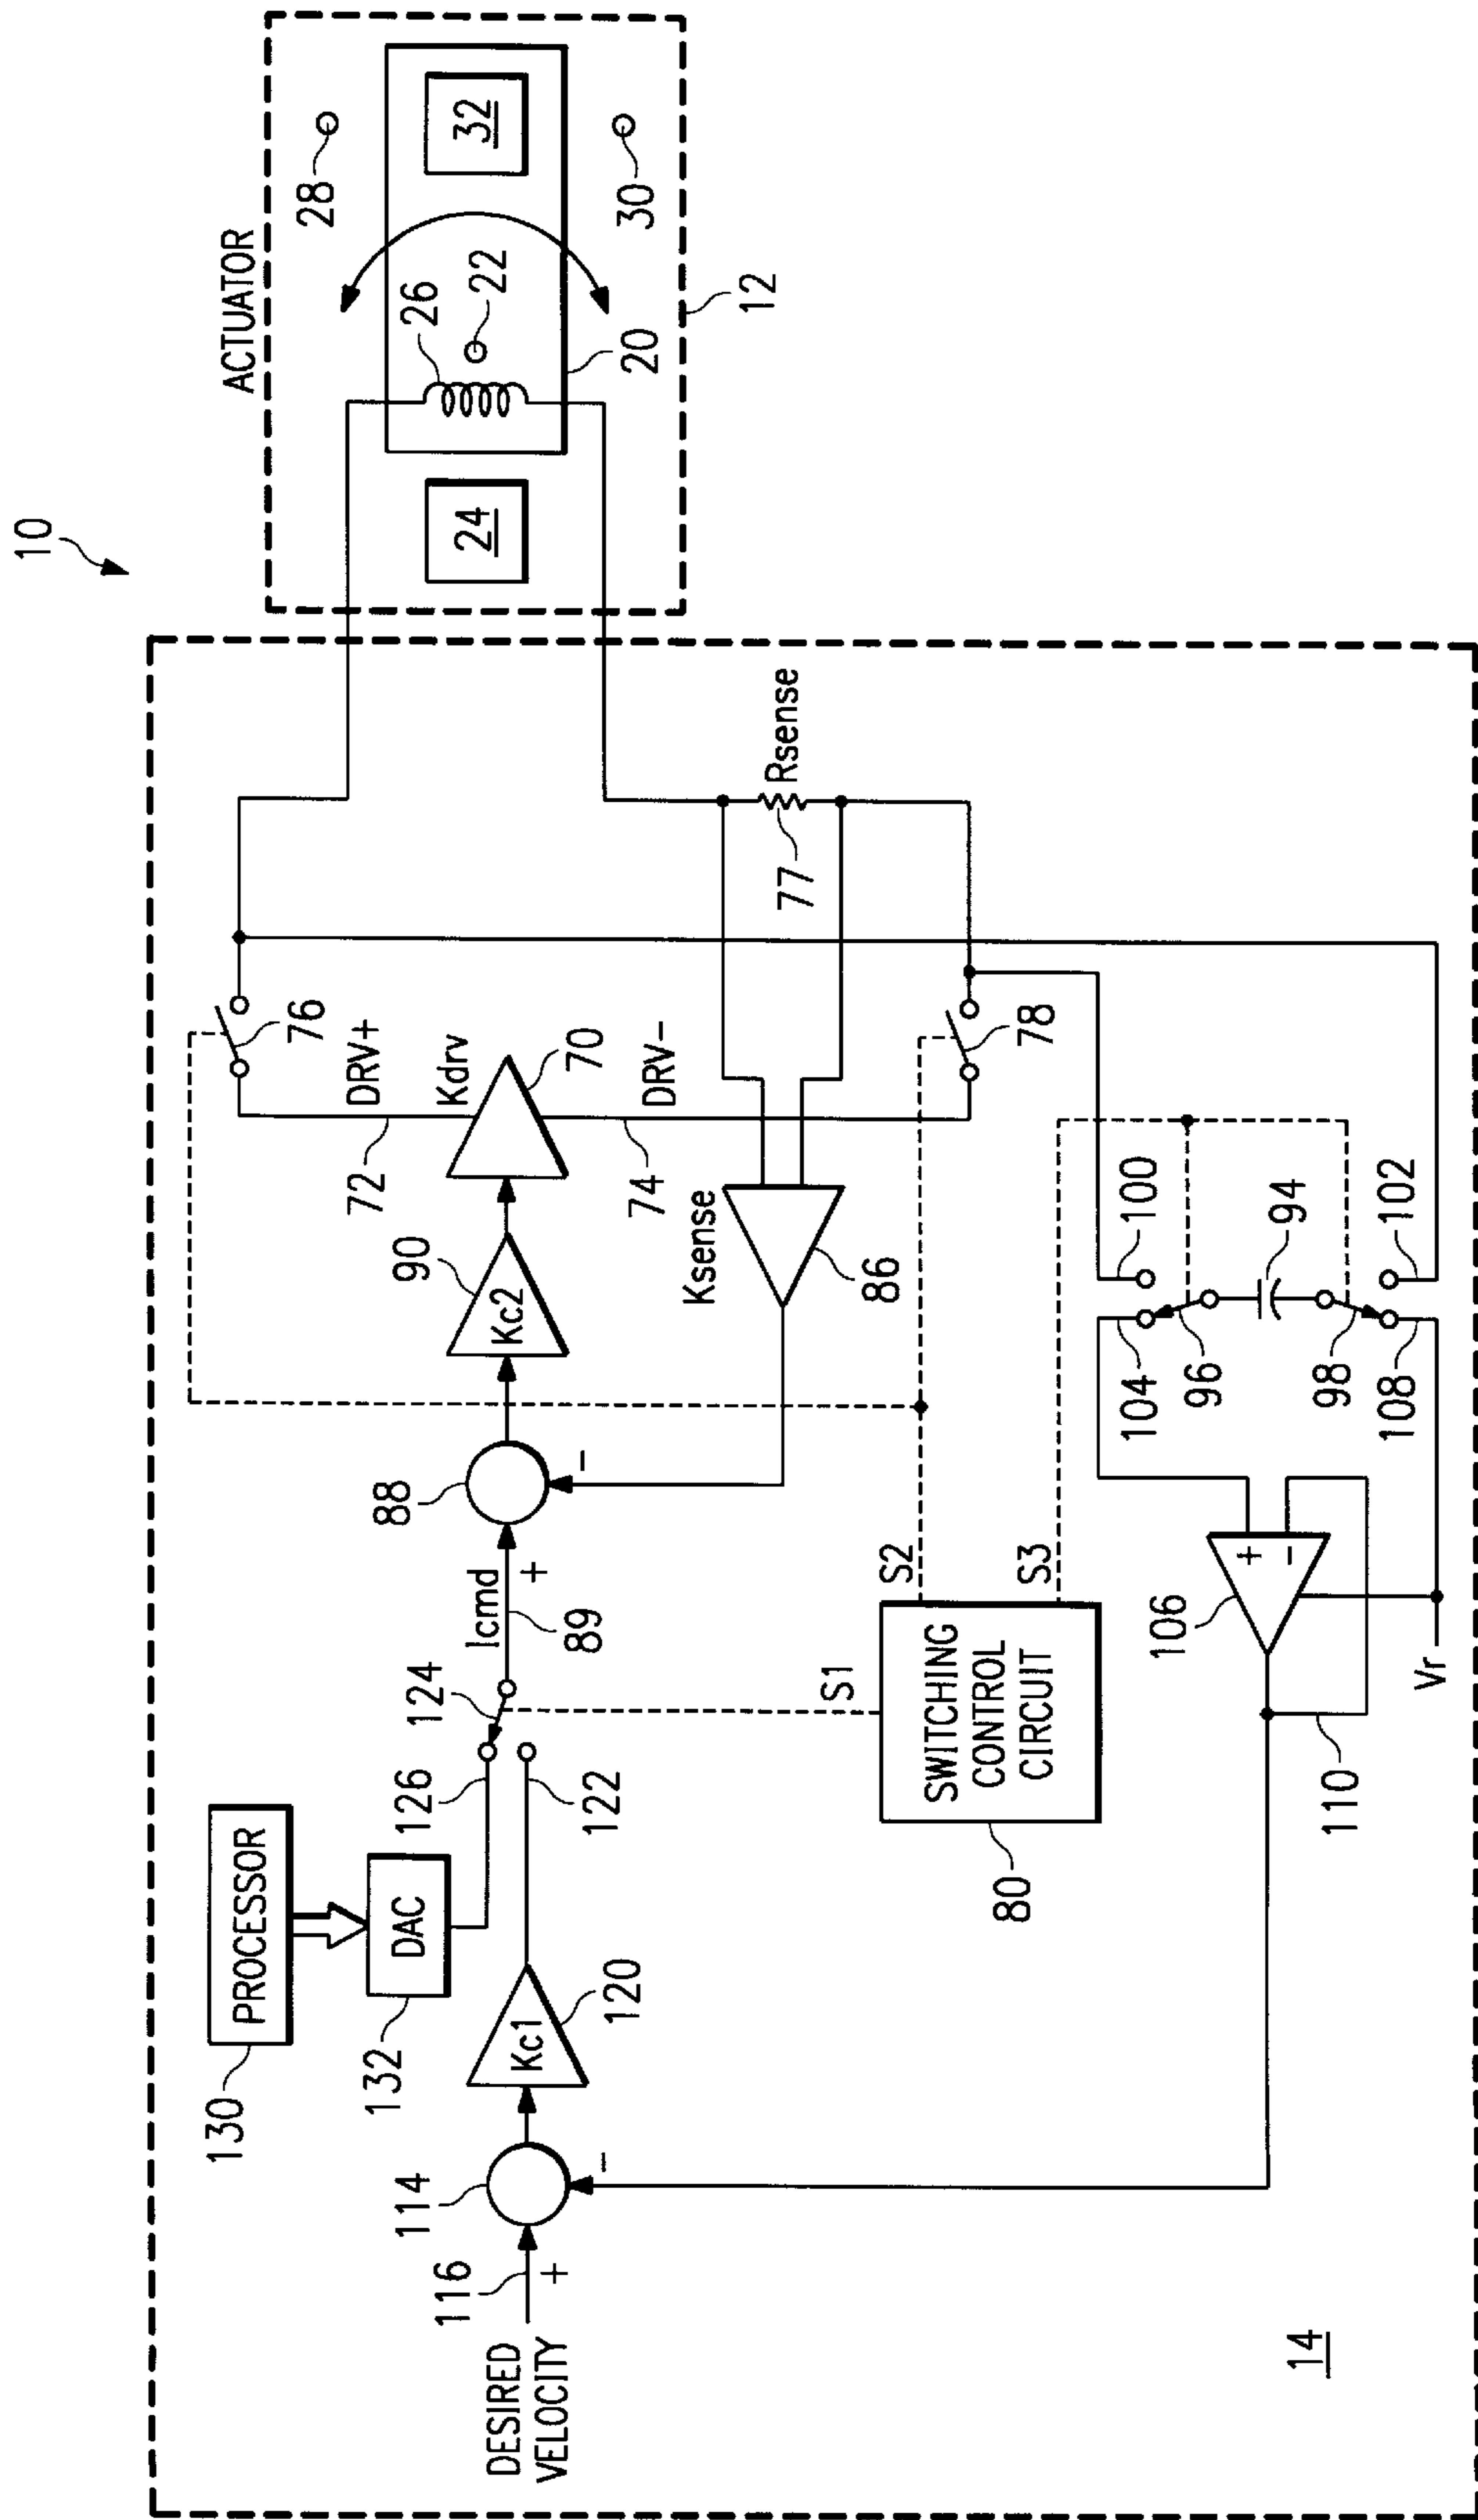 10
ACTUATOR
28
26
22
32
24
30
20
12
PROCESSOR
130
DAC
132
126
124
122
S1
Icmd
89
+
-
88
Kc2
90
Kdrv
70
DRV+
72
76
DRV-
74
78
Ksense
86
Rsense
77
DESIRED
VELOCITY
116
+
-
114
Kc1
120
SWITCHING
CONTROL
CIRCUIT
80
S2
S3
106
+
-
110
Vr
104
100
96
94
98
108
102
14